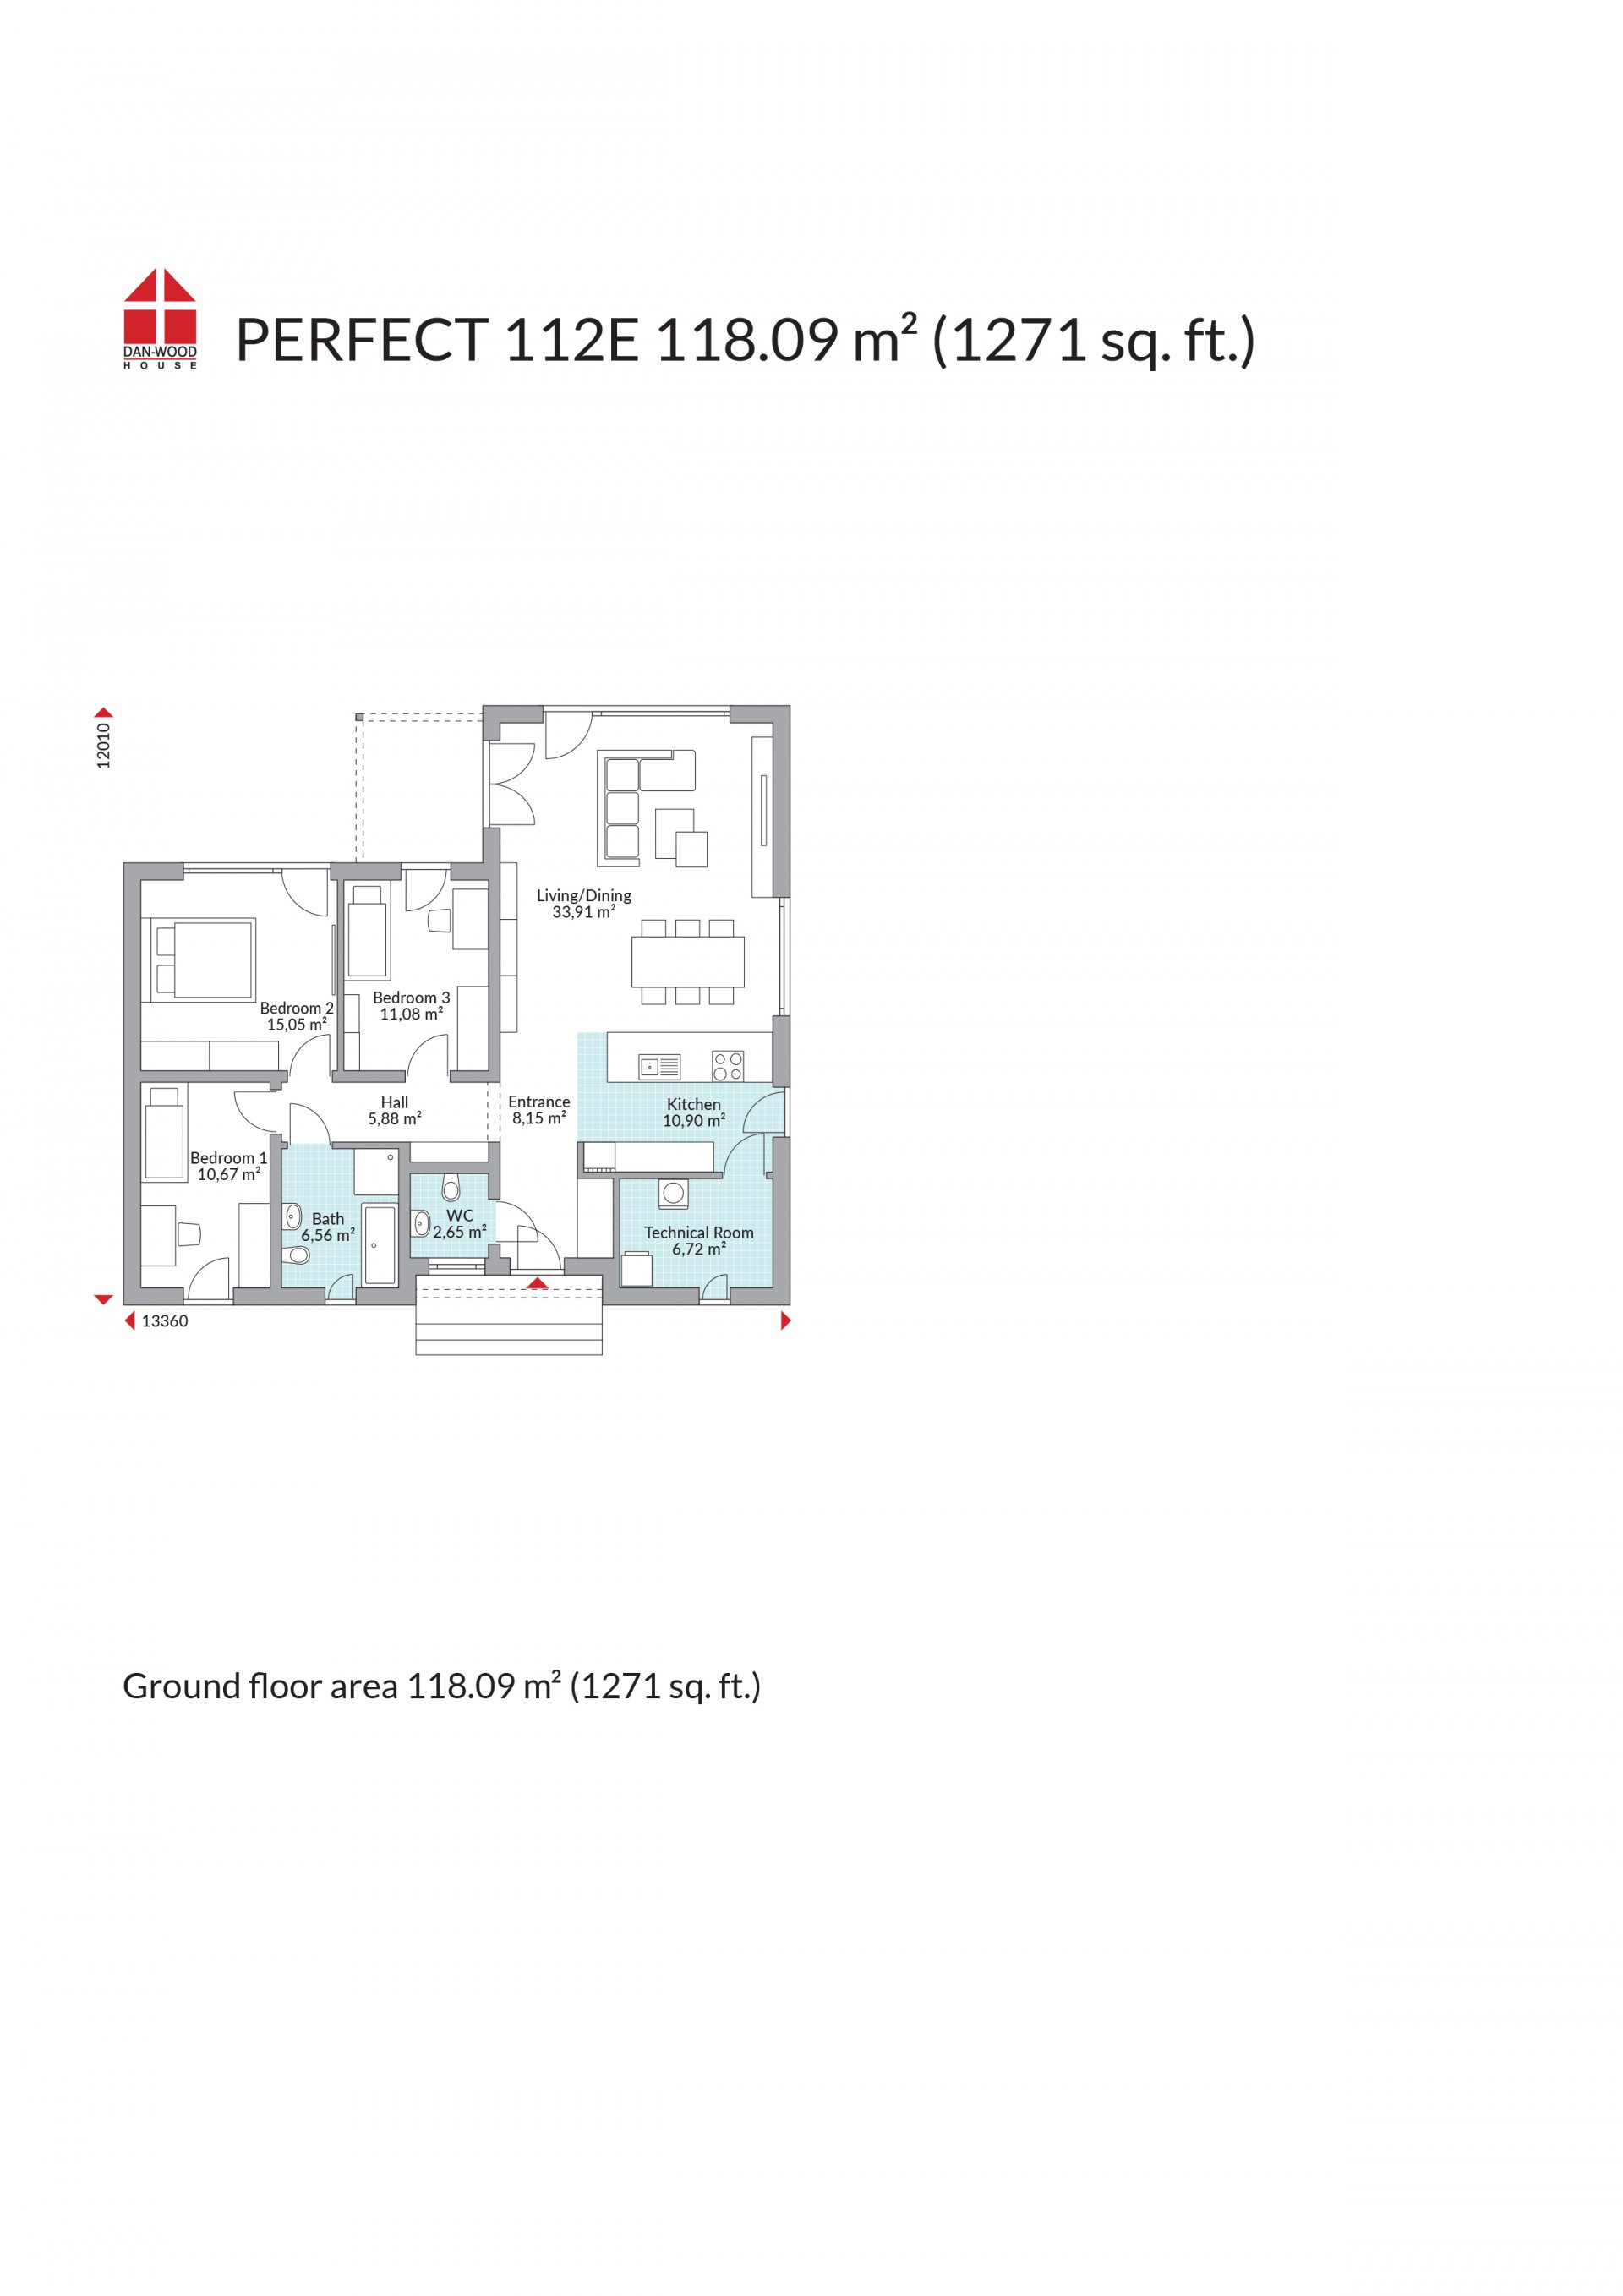 DAN-WOOD
HOUSE
PERFECT 112E 118.09 m² (1271 sq. ft.)
12010
Living/Dining
33,91 m²
Bedroom 2
15,05 m²
Bedroom 3
11,08 m²
Hall
5,88 m²
Entrance
8,15 m²
Kitchen
10,90 m²
Bedroom 1
10,67 m²
Bath
6,56 m²
WC
2,65 m²
Technical Room
6,72 m²
13360
Ground floor area 118.09 m² (1271 sq. ft.)